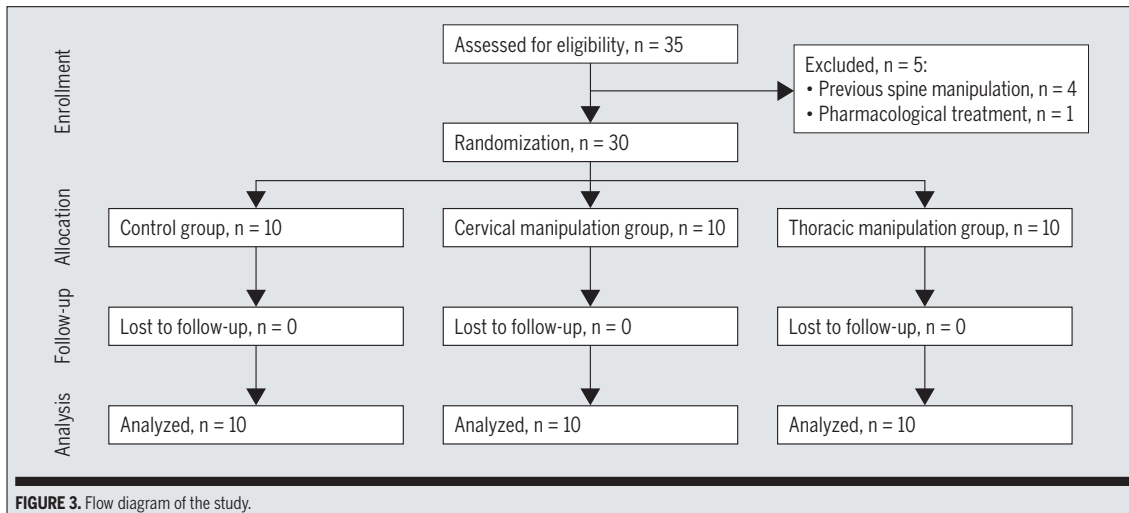 Enrollment
Assessed for eligibility, n = 35
Excluded, n = 5:
• Previous spine manipulation, n = 4
• Pharmacological treatment, n = 1
Randomization, n = 30
Allocation
Control group, n = 10
Cervical manipulation group, n = 10
Thoracic manipulation group, n = 10
Follow-up
Lost to follow-up, n = 0
Lost to follow-up, n = 0
Lost to follow-up, n = 0
Analysis
Analyzed, n = 10
Analyzed, n = 10
Analyzed, n = 10
FIGURE 3. Flow diagram of the study.